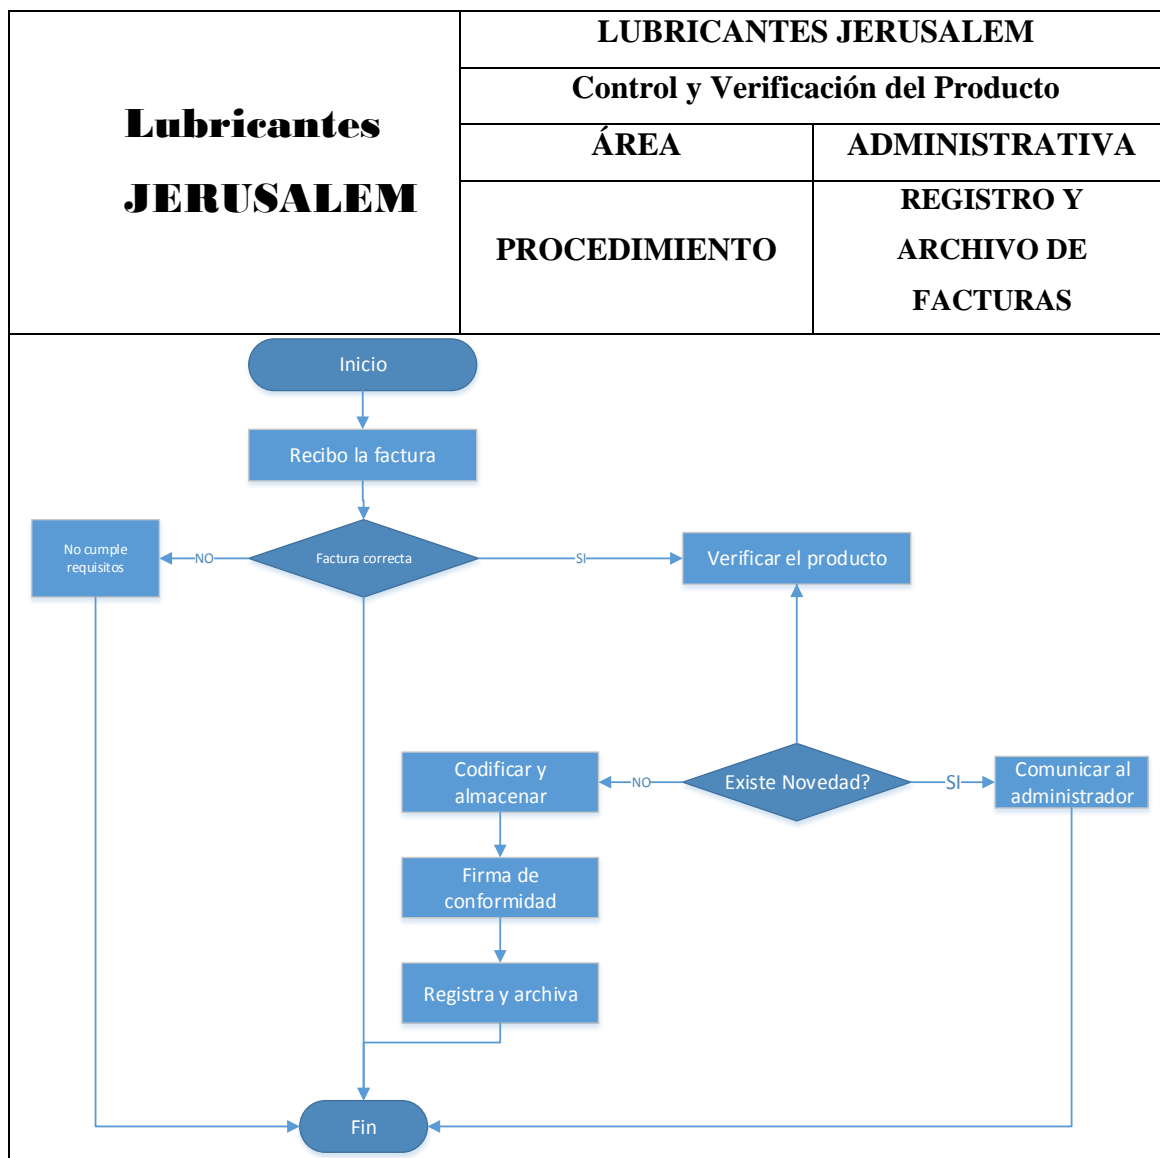 Lubricantes
JERUSALEM
LUBRICANTES JERUSALEM
Control y Verificación del Producto
ÁREA
ADMINISTRATIVA
PROCEDIMIENTO
REGISTRO Y
ARCHIVO DE
FACTURAS
Inicio
Recibo la factura
No cumple
requisitos
NO
Factura correcta
SI
Verificar el producto
Codificar y
almacenar
NO
Existe Novedad?
SI
Comunicar al
administrador
Firma de
conformidad
Registra y archiva
Fin